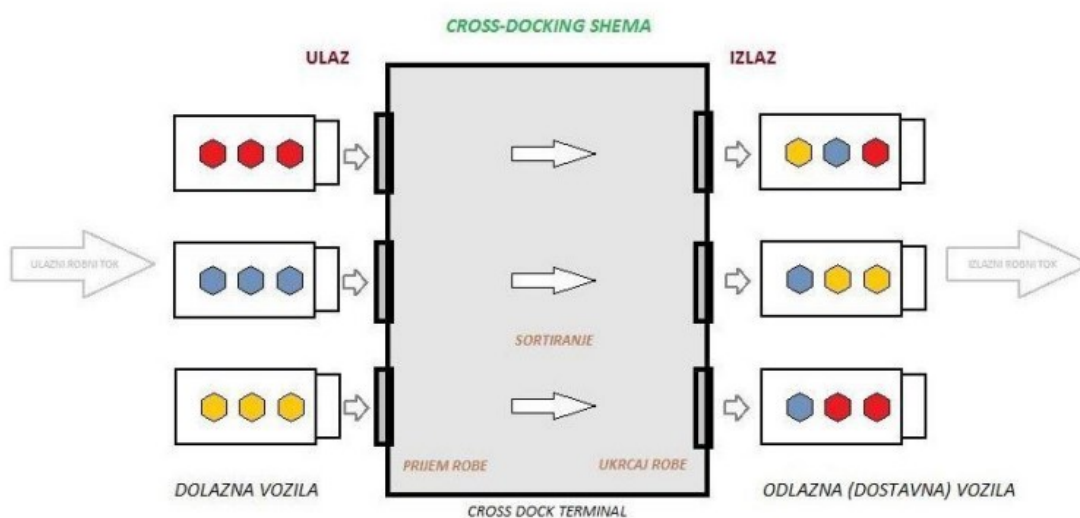 CROSS-DOCKING SHEMA
ULAZ
IZLAZ
ULAZNI ROBNI TOK
IZLAZNI ROBNI TOK
SORTIRANJE
PRIJEM ROBE
UKRCAJ ROBE
DOLAZNA VOZILA
ODLAZNA (DOSTAVNA) VOZILA
CROSS DOCK TERMINAL